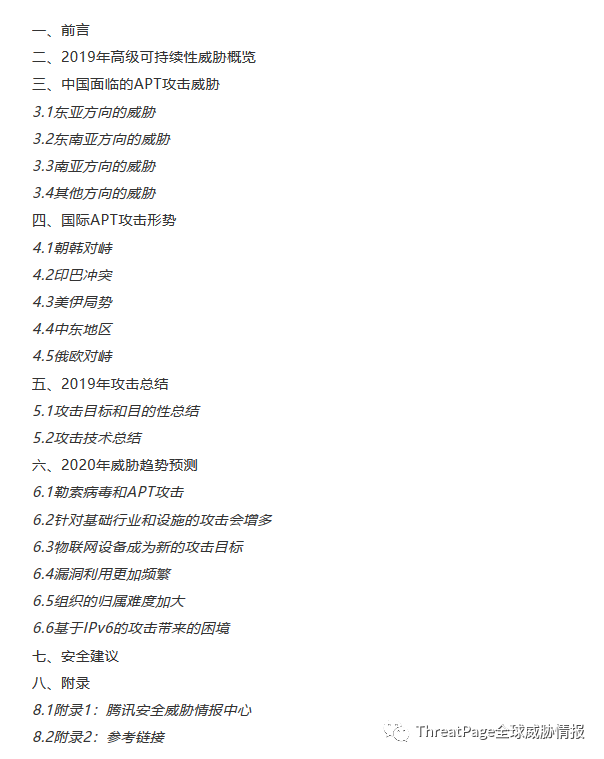 一、前言
二、2019年高级可持续性威胁概览
三、中国面临的APT攻击威胁
3.1东亚方向的威胁
3.2东南亚方向的威胁
3.3南亚方向的威胁
3.4其他方向的威胁
四、国际APT攻击形势
4.1朝韩对峙
4.2印巴冲突
4.3美伊局势
4.4中东地区
4.5俄欧对峙
五、2019年攻击总结
5.1攻击目标和目的性总结
5.2攻击技术总结
六、2020年威胁趋势预测
6.1勒索病毒和APT攻击
6.2针对基础行业和设施的攻击会增多
6.3物联网设备成为新的攻击目标
6.4漏洞利用更加频繁
6.5组织的归属难度加大
6.6基于IPv6的攻击带来的困境
七、安全建议
八、附录
8.1附录1：腾讯安全威胁情报中心
8.2附录2：参考链接
ThreatPage全球威胁情报